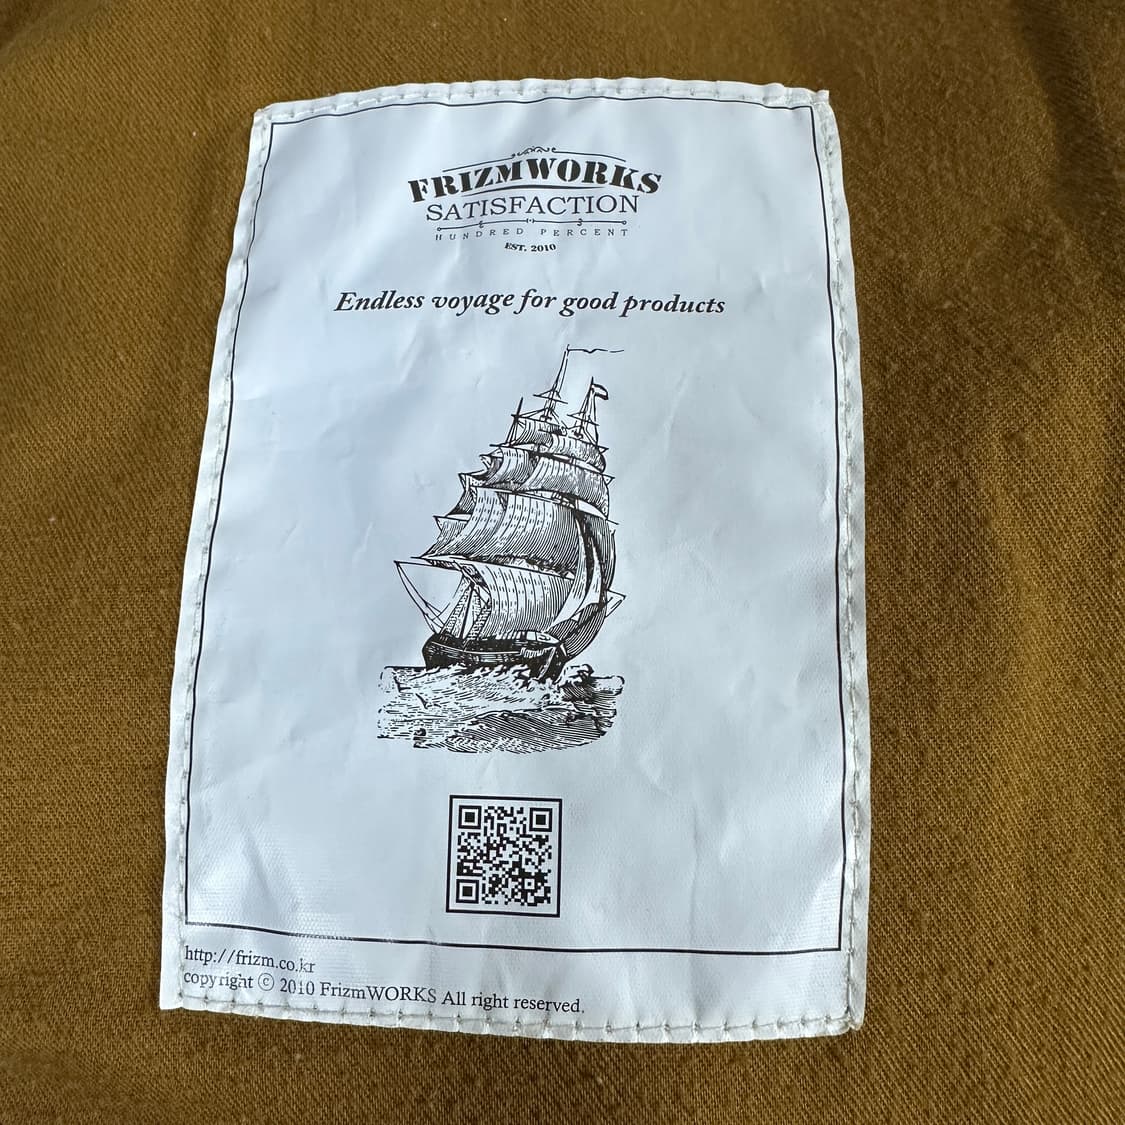 FRIZMWORKS
SATISFACTION
HUNDRED PERCENT
EST. 2010
Endless voyage for good products
http://frizm.co.kr
copyright © 2010 FrizmWORKS All right reserved.